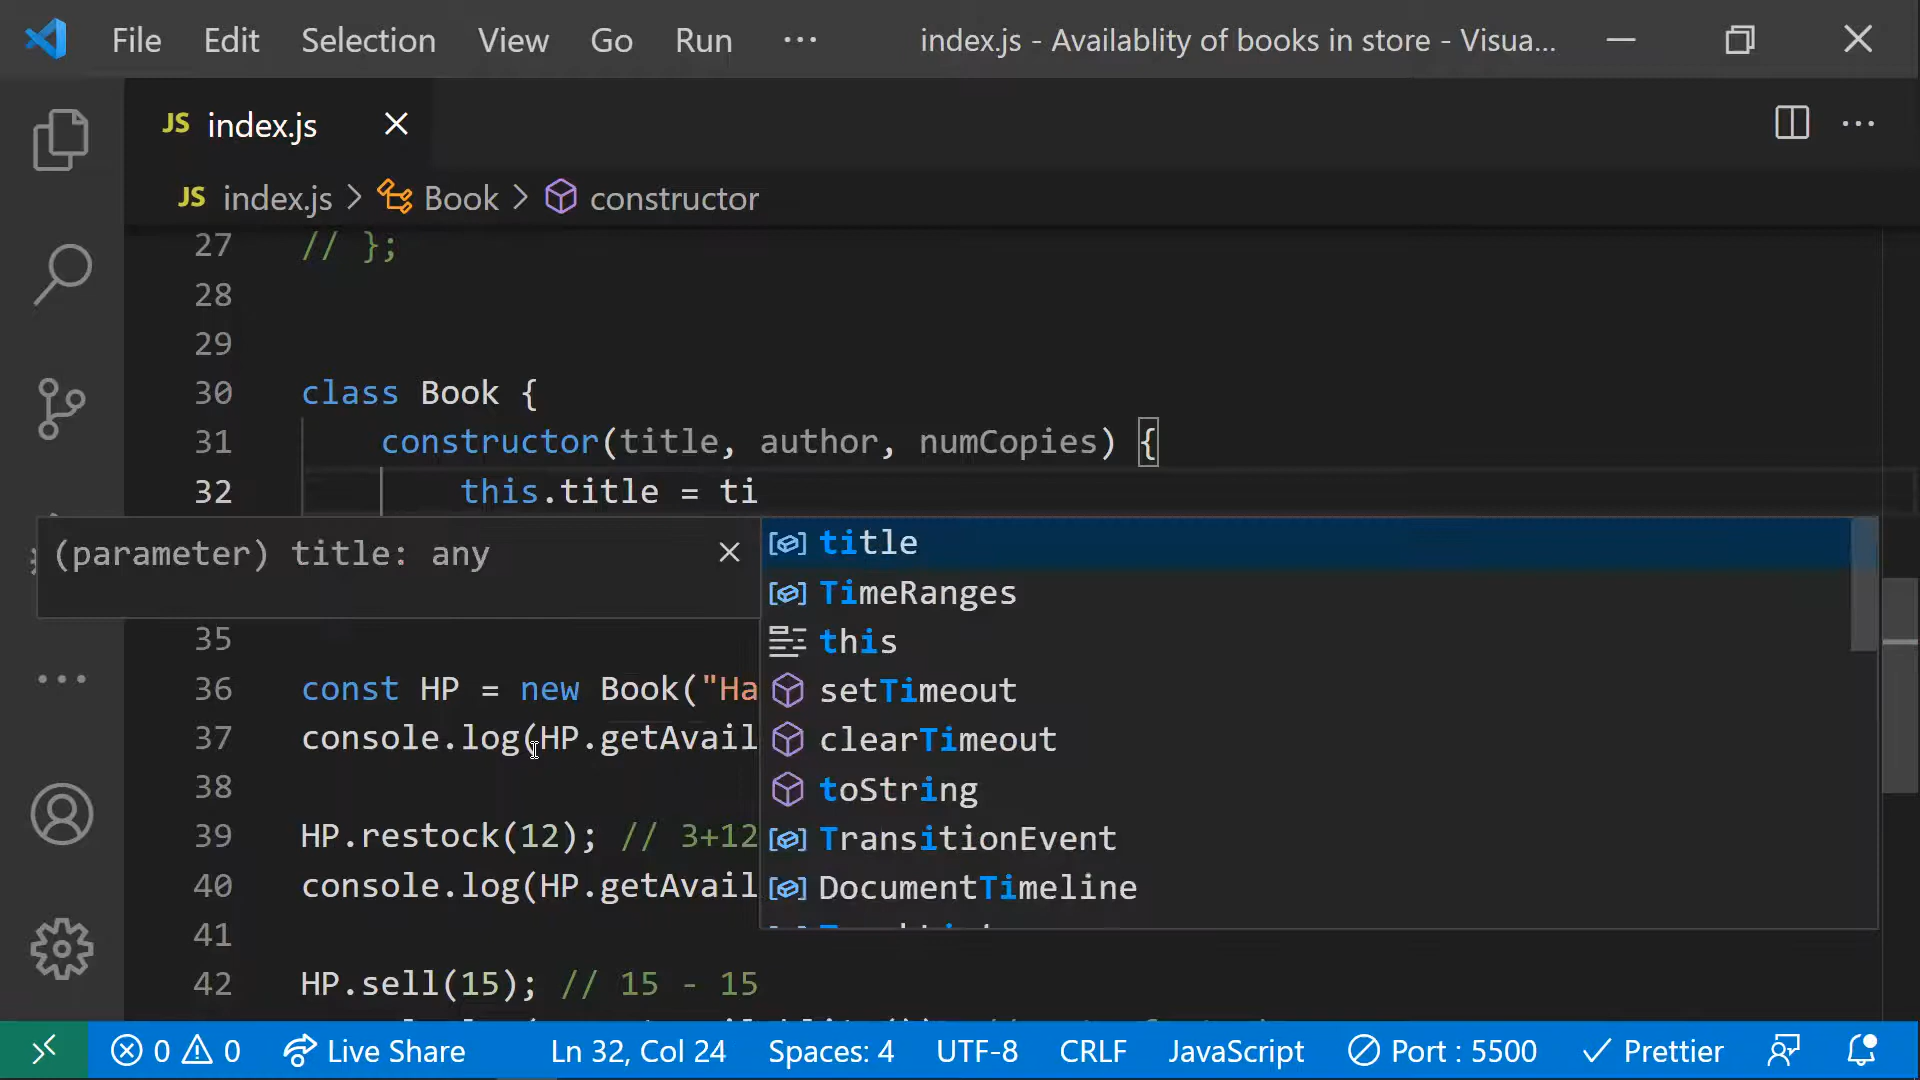 File Edit Selection View Go Run ··· index.js - Availablity of books in store - Visua...
JS index.js
JS index.js > Book > constructor
27 // };
28
29
30 class Book {
31 constructor(title, author, numCopies) {
32 this.title = ti
(parameter) title: any
title
TimeRanges
this
setTimeout
clearTimeout
toString
TransitionEvent
DocumentTimeline
35
36 const HP = new Book("Ha
37 console.log(HP.getAvail
38
39 HP.restock(12); // 3+12
40 console.log(HP.getAvail
41
42 HP.sell(15); // 15 - 15
0 0 Live Share Ln 32, Col 24 Spaces: 4 UTF-8 CRLF JavaScript Port : 5500 Prettier